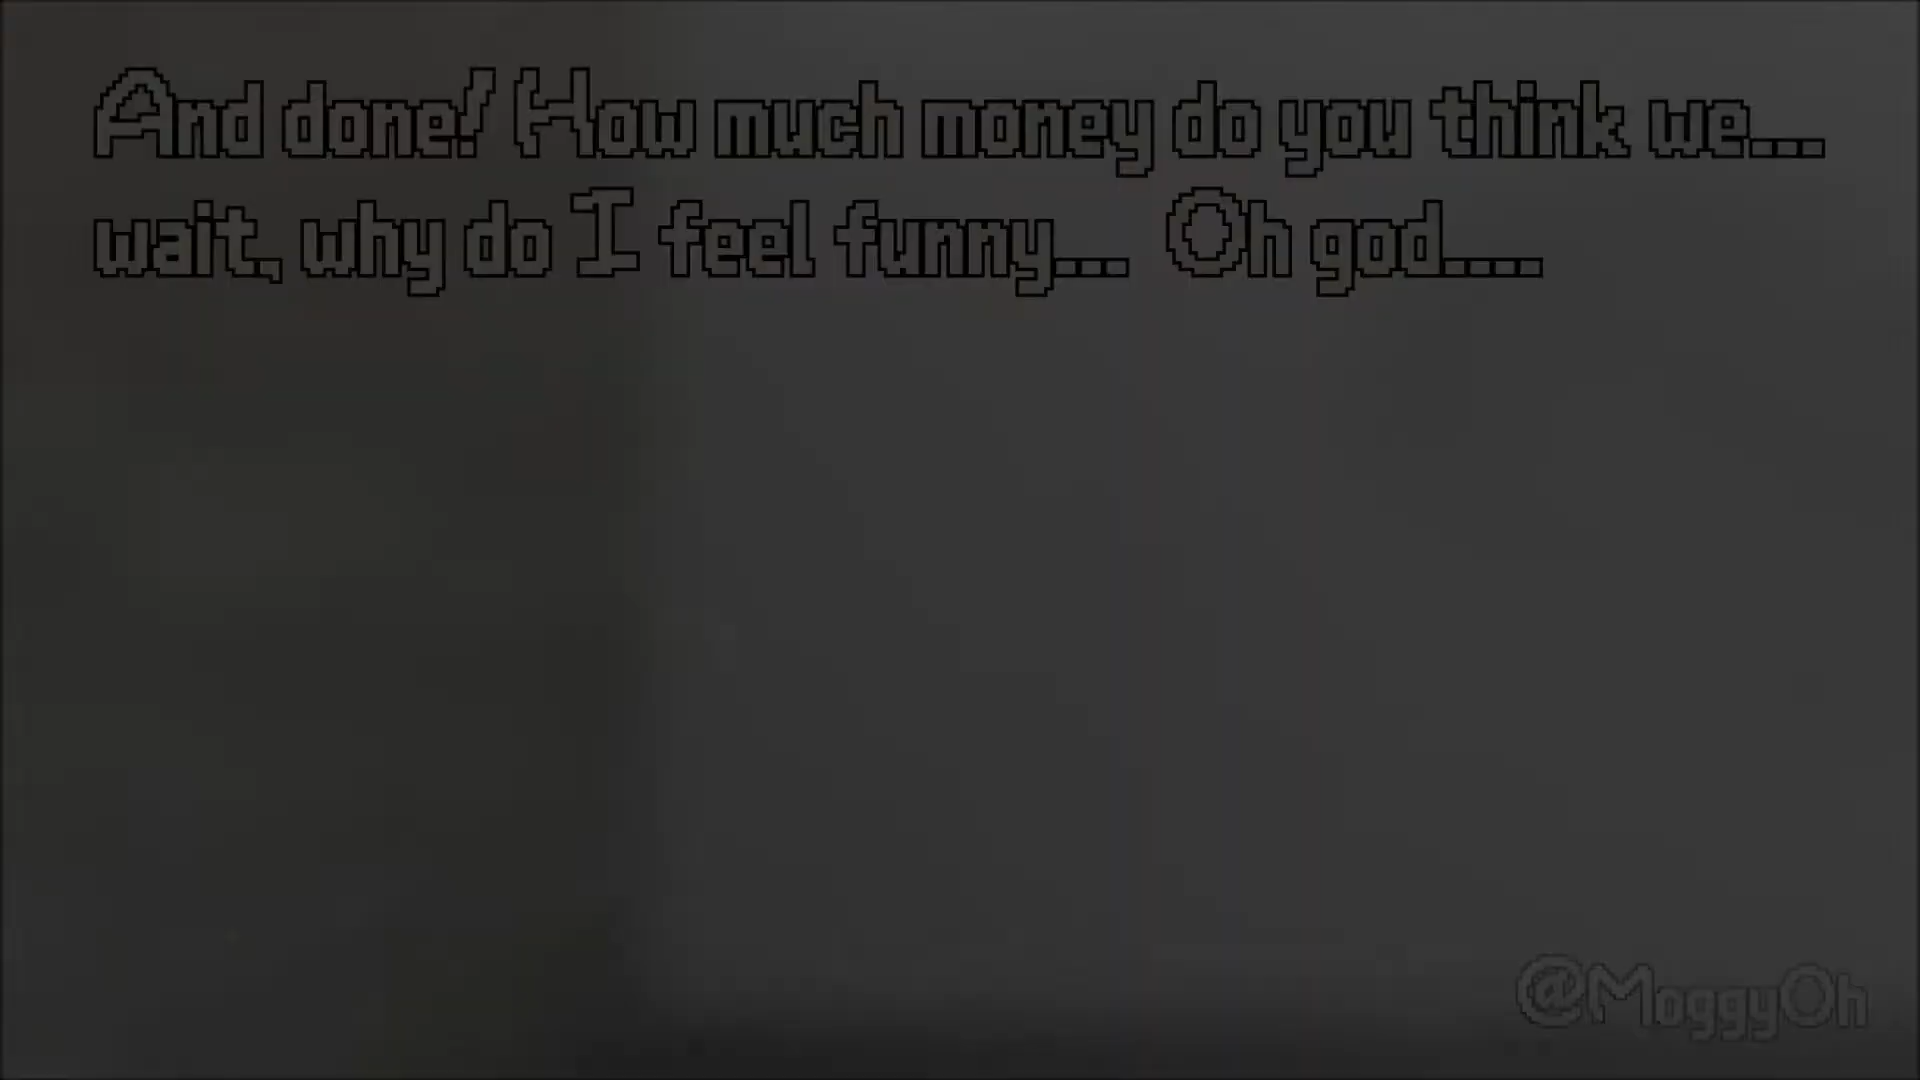 And done! How much money do you think we...
wait, why do I feel funny... Oh god....
@MoggyOh